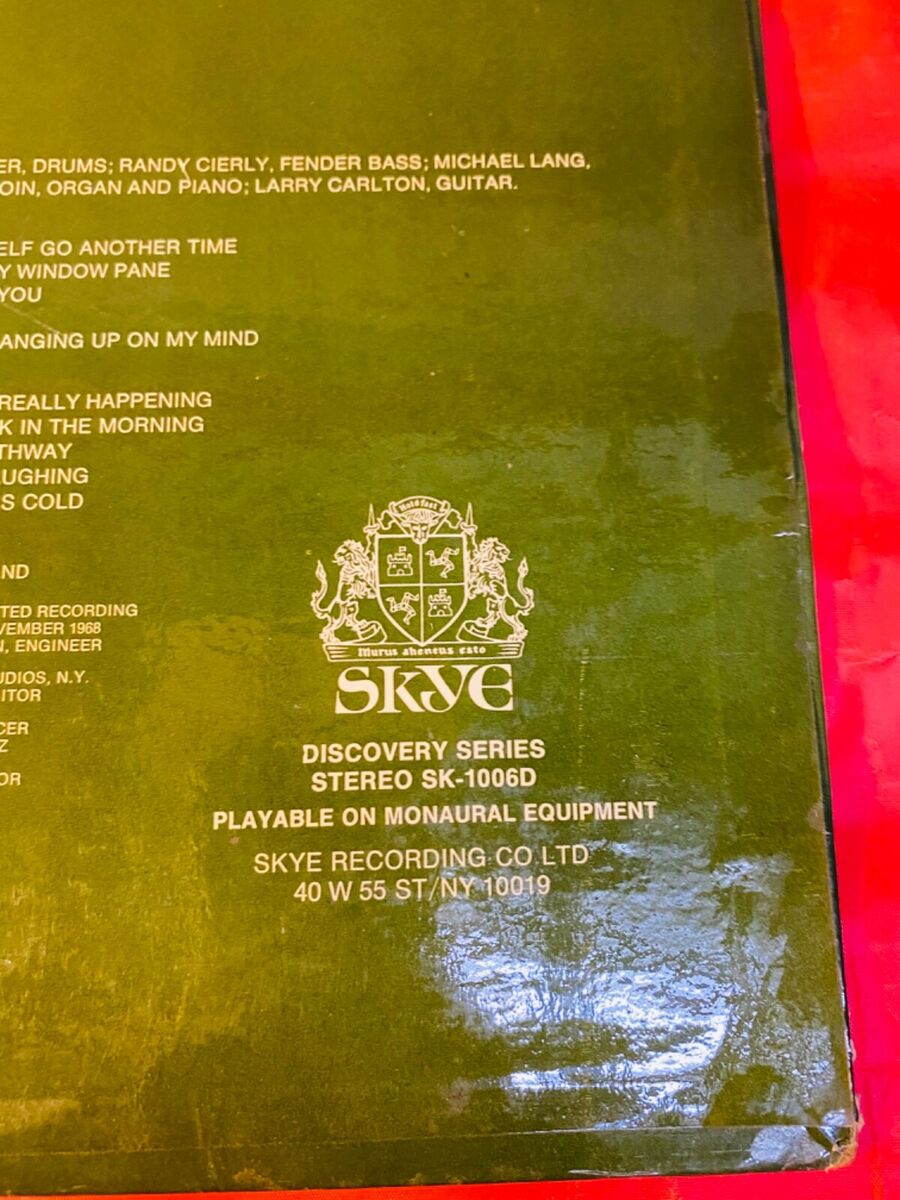 ER, DRUMS; RANDY CIERLY, FENDER BASS; MICHAEL LANG,
OIN, ORGAN AND PIANO; LARRY CARLTON, GUITAR.
ELF GO ANOTHER TIME
Y WINDOW PANE
YOU
ANGING UP ON MY MIND
REALLY HAPPENING
K IN THE MORNING
THWAY
AUGHING
S COLD
ND
TED RECORDING
VEMBER 1968
N, ENGINEER
UDIOS, N.Y.
ITOR
CER
Z
OR
Hold fast
Murus aheneus esto
SKYE
DISCOVERY SERIES
STEREO SK-1006D
PLAYABLE ON MONAURAL EQUIPMENT
SKYE RECORDING CO LTD
40 W 55 ST/NY 10019